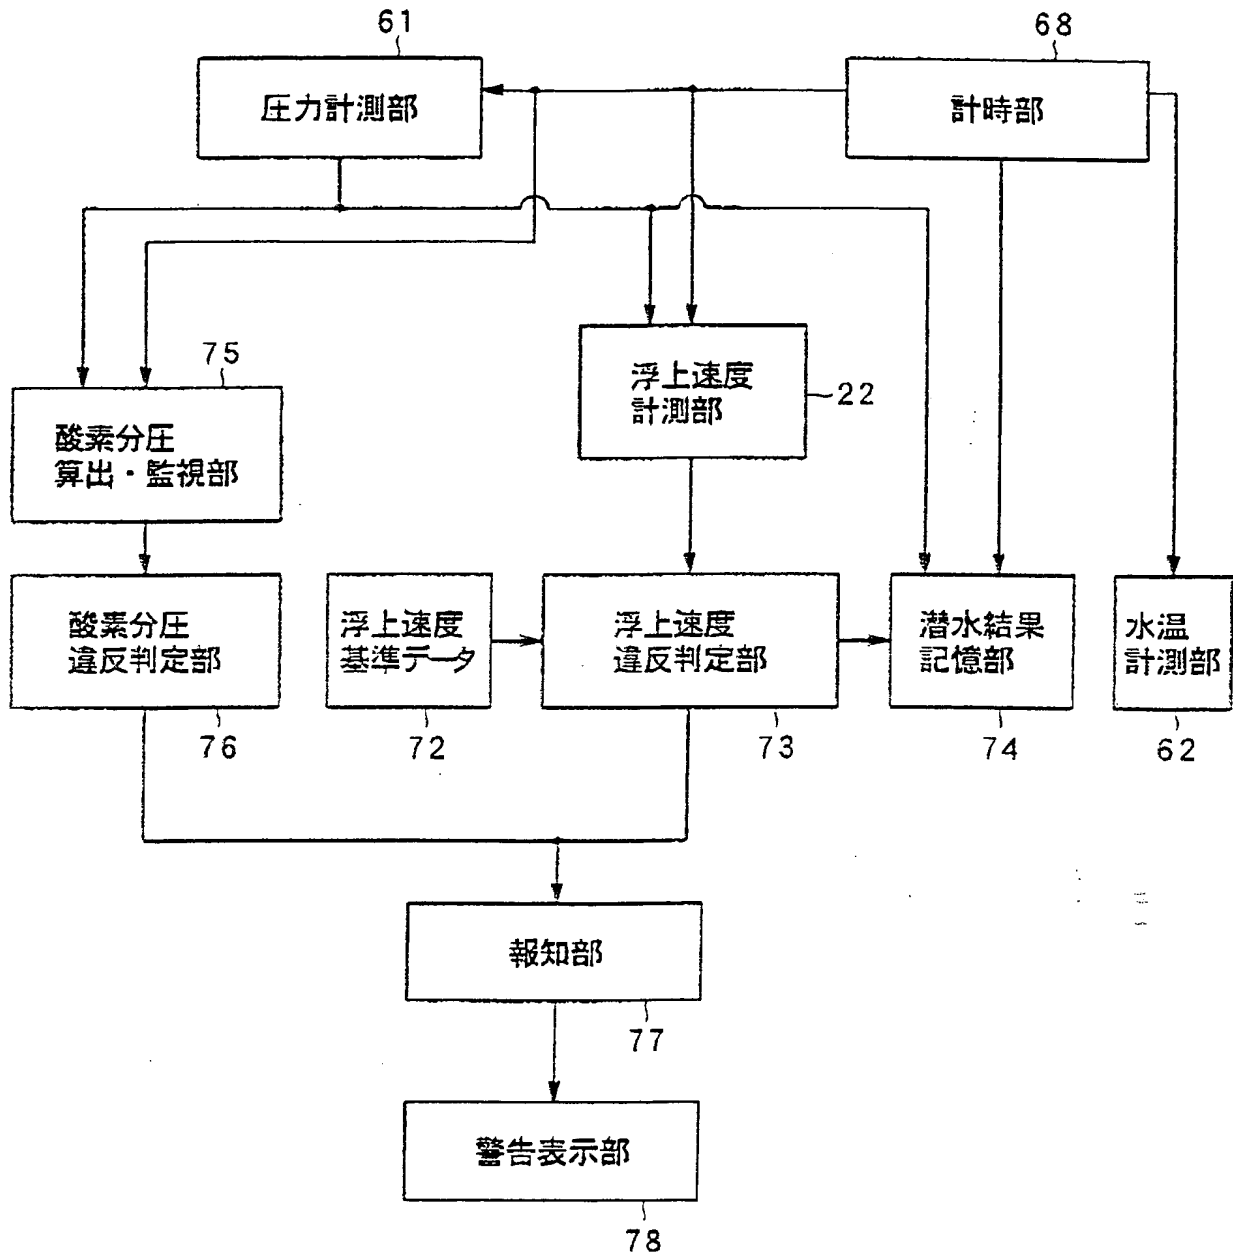 61
68
圧力計測部
計時部
75
浮上速度
計測部
22
酸素分圧
算出・監視部
酸素分圧
違反判定部
浮上速度
基準データ
浮上速度
違反判定部
潜水結果
記憶部
水温
計測部
76
72
73
74
62
報知部
77
警告表示部
78